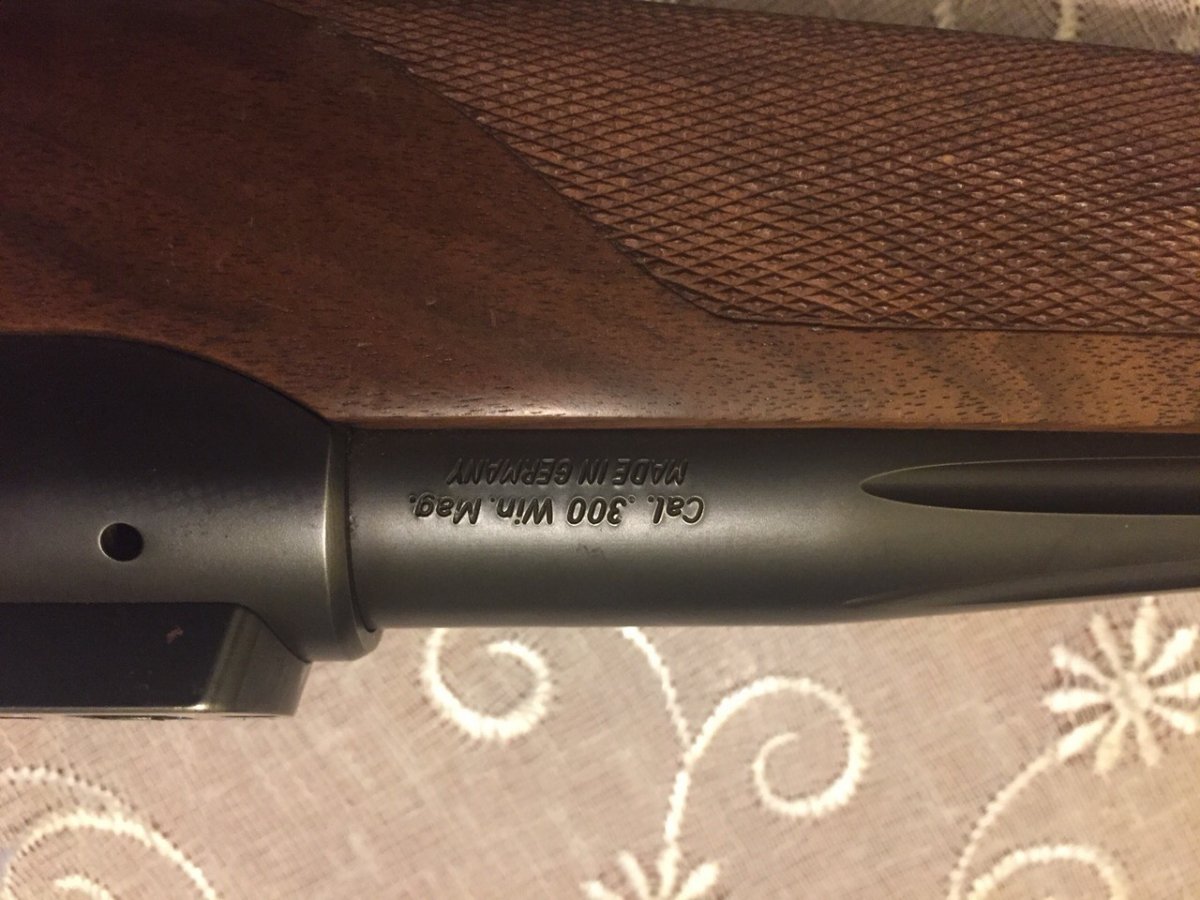 Cal. .300 Win. Mag.
MADE IN GERMANY